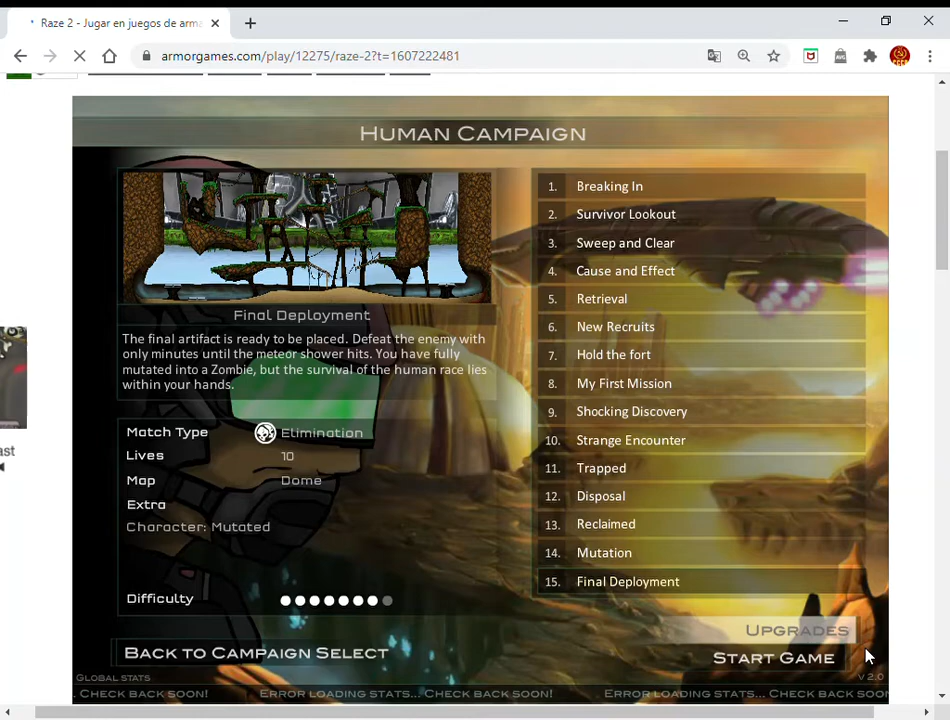 Raze 2 - Jugar en juegos de arma
armorgames.com/play/12275/raze-2?t=1607222481
HUMAN CAMPAIGN
Final Deployment
The final artifact is ready to be placed. Defeat the enemy with
only minutes until the meteor shower hits. You have fully
mutated into a Zombie, but the survival of the human race lies
within your hands.
Match Type Elimination
Lives 10
Map Dome
Extra
Character: Mutated
Difficulty
1. Breaking In
2. Survivor Lookout
3. Sweep and Clear
4. Cause and Effect
5. Retrieval
6. New Recruits
7. Hold the fort
8. My First Mission
9. Shocking Discovery
10. Strange Encounter
11. Trapped
12. Disposal
13. Reclaimed
14. Mutation
15. Final Deployment
ast
UPGRADES
BACK TO CAMPAIGN SELECT
START GAME
GLOBAL STATS
v 2.0
. CHECK BACK SOON! ERROR LOADING STATS... CHECK BACK SOON! ERROR LOADING STATS... CHECK BACK SOON